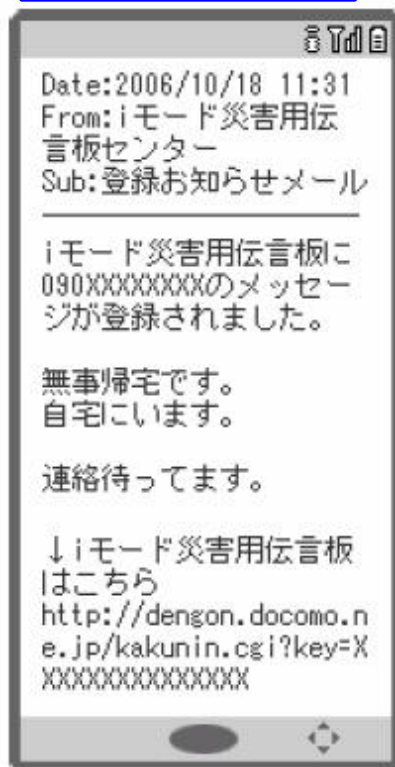 Date:2006/10/18 11:31
From:iモード災害用伝
言板センター
Sub:登録お知らせメール
iモード災害用伝言板に
090XXXXXXXXのメッセー
ジが登録されました。
無事帰宅です。
自宅にいます。
連絡待ってます。
↓iモード災害用伝言板
はこちら
http://dengon.docomo.n
e.jp/kakunin.cgi?key=X
XXXXXXXXXXXXXXX